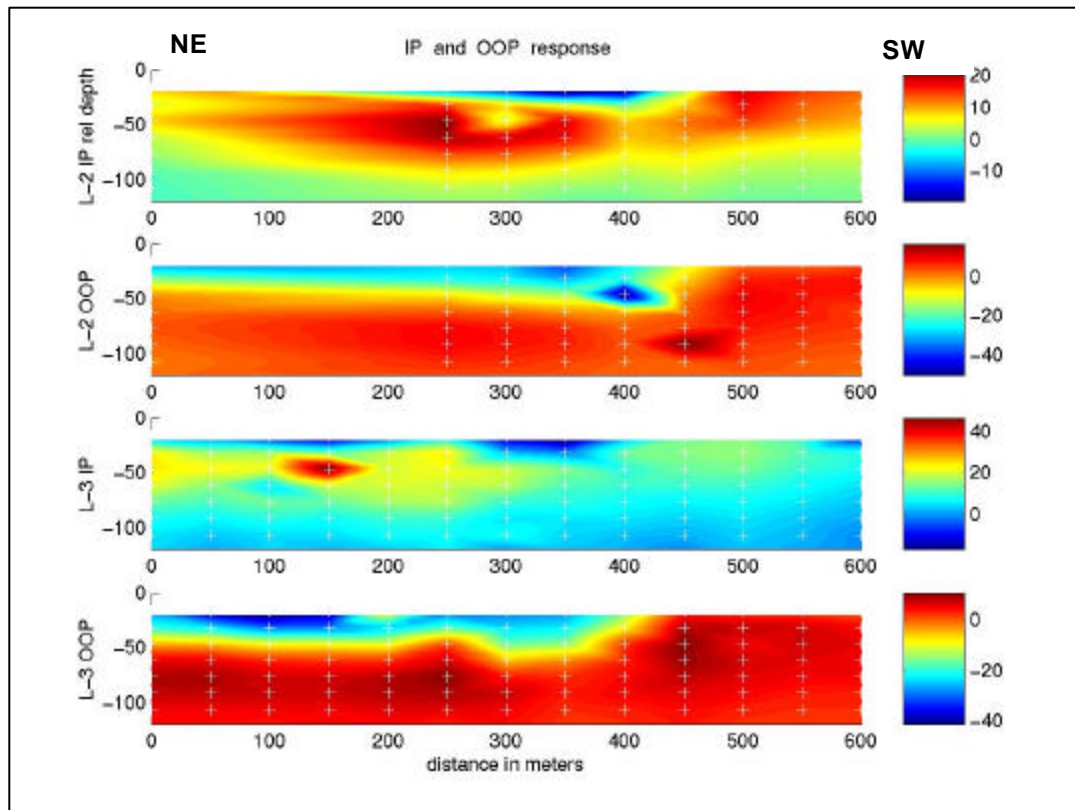 NE
IP and OOP response
SW
L-2 IP rel depth
0
-50
-100
0 100 200 300 400 500 600
20
10
0
-10
L-2 OOP
0
-50
-100
0 100 200 300 400 500 600
0
-20
-40
L-3 IP
0
-50
-100
0 100 200 300 400 500 600
40
20
0
L-3 OOP
0
-50
-100
0 100 200 300 400 500 600
0
-20
-40
distance in meters